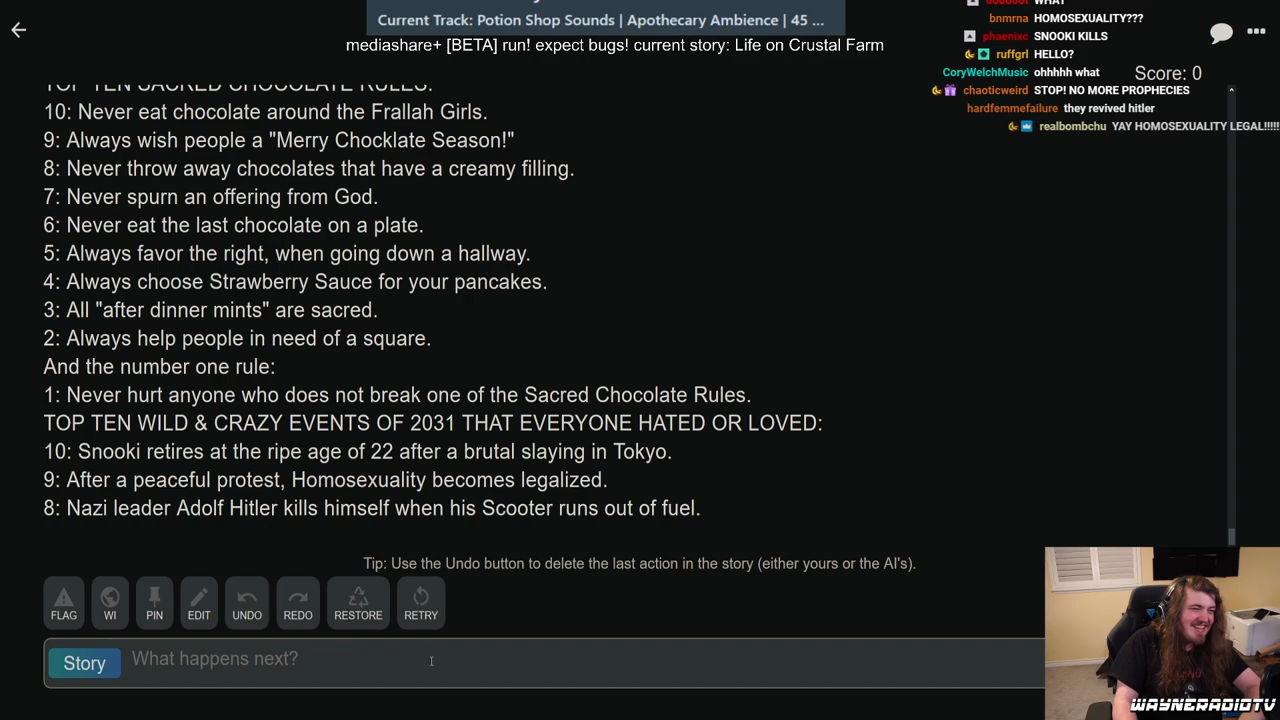 Current Track: Potion Shop Sounds | Apothecary Ambience | 45 ...
mediashare+ [BETA] run! expect bugs! current story: Life on Crustal Farm
WHAT
bnmrna HOMOSEXUALITY???
phaenixc SNOOKI KILLS
ruffgrl HELLO?
CoryWelchMusic ohhhhh what
chaoticweird STOP! NO MORE PROPHECIES
hardfemmefailure they revived hitler
realbombchu YAY HOMOSEXUALITY LEGAL!!!!!
Score: 0
TOP TEN SACRED CHOCOLATE RULES:
10: Never eat chocolate around the Frallah Girls.
9: Always wish people a "Merry Chocklate Season!"
8: Never throw away chocolates that have a creamy filling.
7: Never spurn an offering from God.
6: Never eat the last chocolate on a plate.
5: Always favor the right, when going down a hallway.
4: Always choose Strawberry Sauce for your pancakes.
3: All "after dinner mints" are sacred.
2: Always help people in need of a square.
And the number one rule:
1: Never hurt anyone who does not break one of the Sacred Chocolate Rules.
TOP TEN WILD & CRAZY EVENTS OF 2031 THAT EVERYONE HATED OR LOVED:
10: Snooki retires at the ripe age of 22 after a brutal slaying in Tokyo.
9: After a peaceful protest, Homosexuality becomes legalized.
8: Nazi leader Adolf Hitler kills himself when his Scooter runs out of fuel.
Tip: Use the Undo button to delete the last action in the story (either yours or the AI's).
FLAG WI PIN EDIT UNDO REDO RESTORE RETRY
Story What happens next?
WAYNERADIOTV